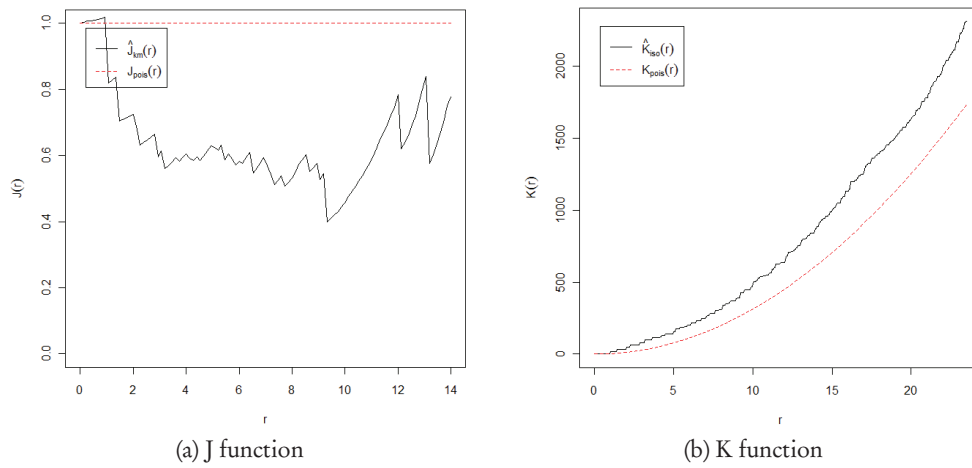 1.0
0.8
0.6
0.4
0.2
0.0
J(r)
Ĵkm(r)
Jpois(r)
0 2 4 6 8 10 12 14
r
(a) J function
2000
1500
1000
500
0
K(r)
K̂iso(r)
Kpois(r)
0 5 10 15 20
r
(b) K function